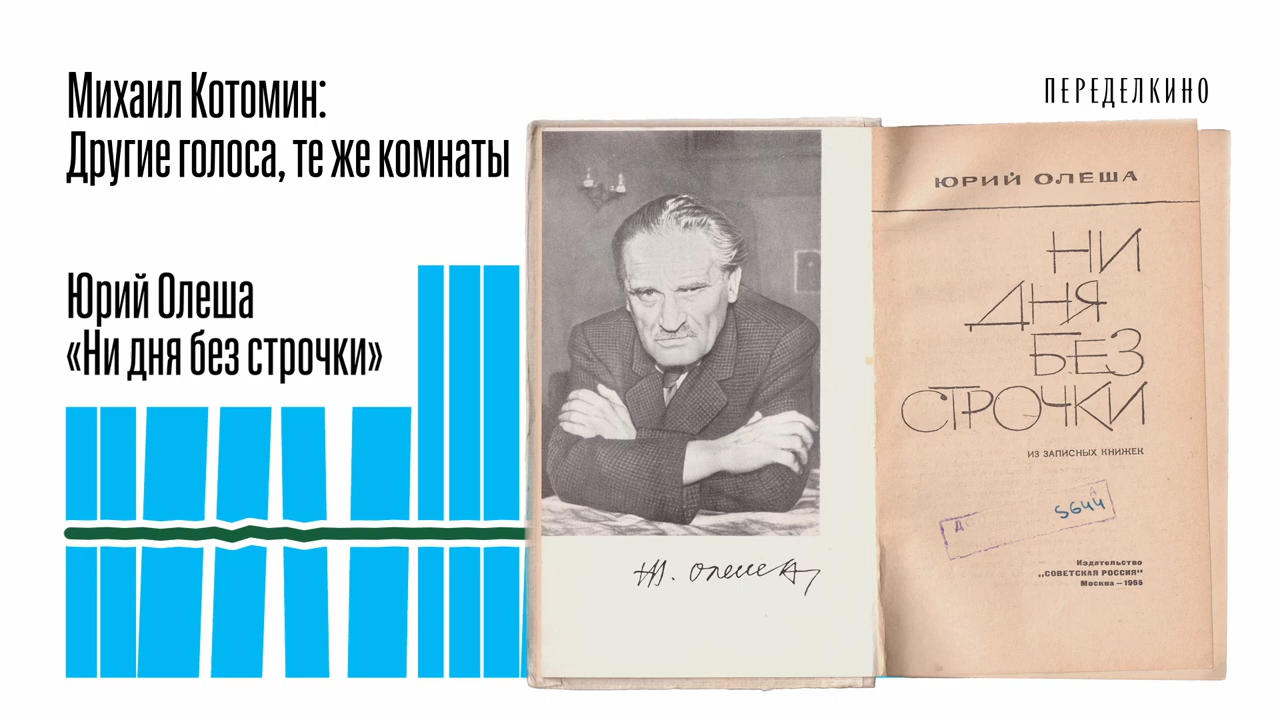 Михаил Котомин:
Другие голоса, те же комнаты
Юрий Олеша
«Ни дня без строчки»
ПЕРЕДЕЛКИНО
Ю. Олеша
ЮРИЙ ОЛЕША
НИ
ДНЯ
БЕЗ
СТРОЧКИ
ИЗ ЗАПИСНЫХ КНИЖЕК
5644
Издательство
„СОВЕТСКАЯ РОССИЯ“
Москва — 1965